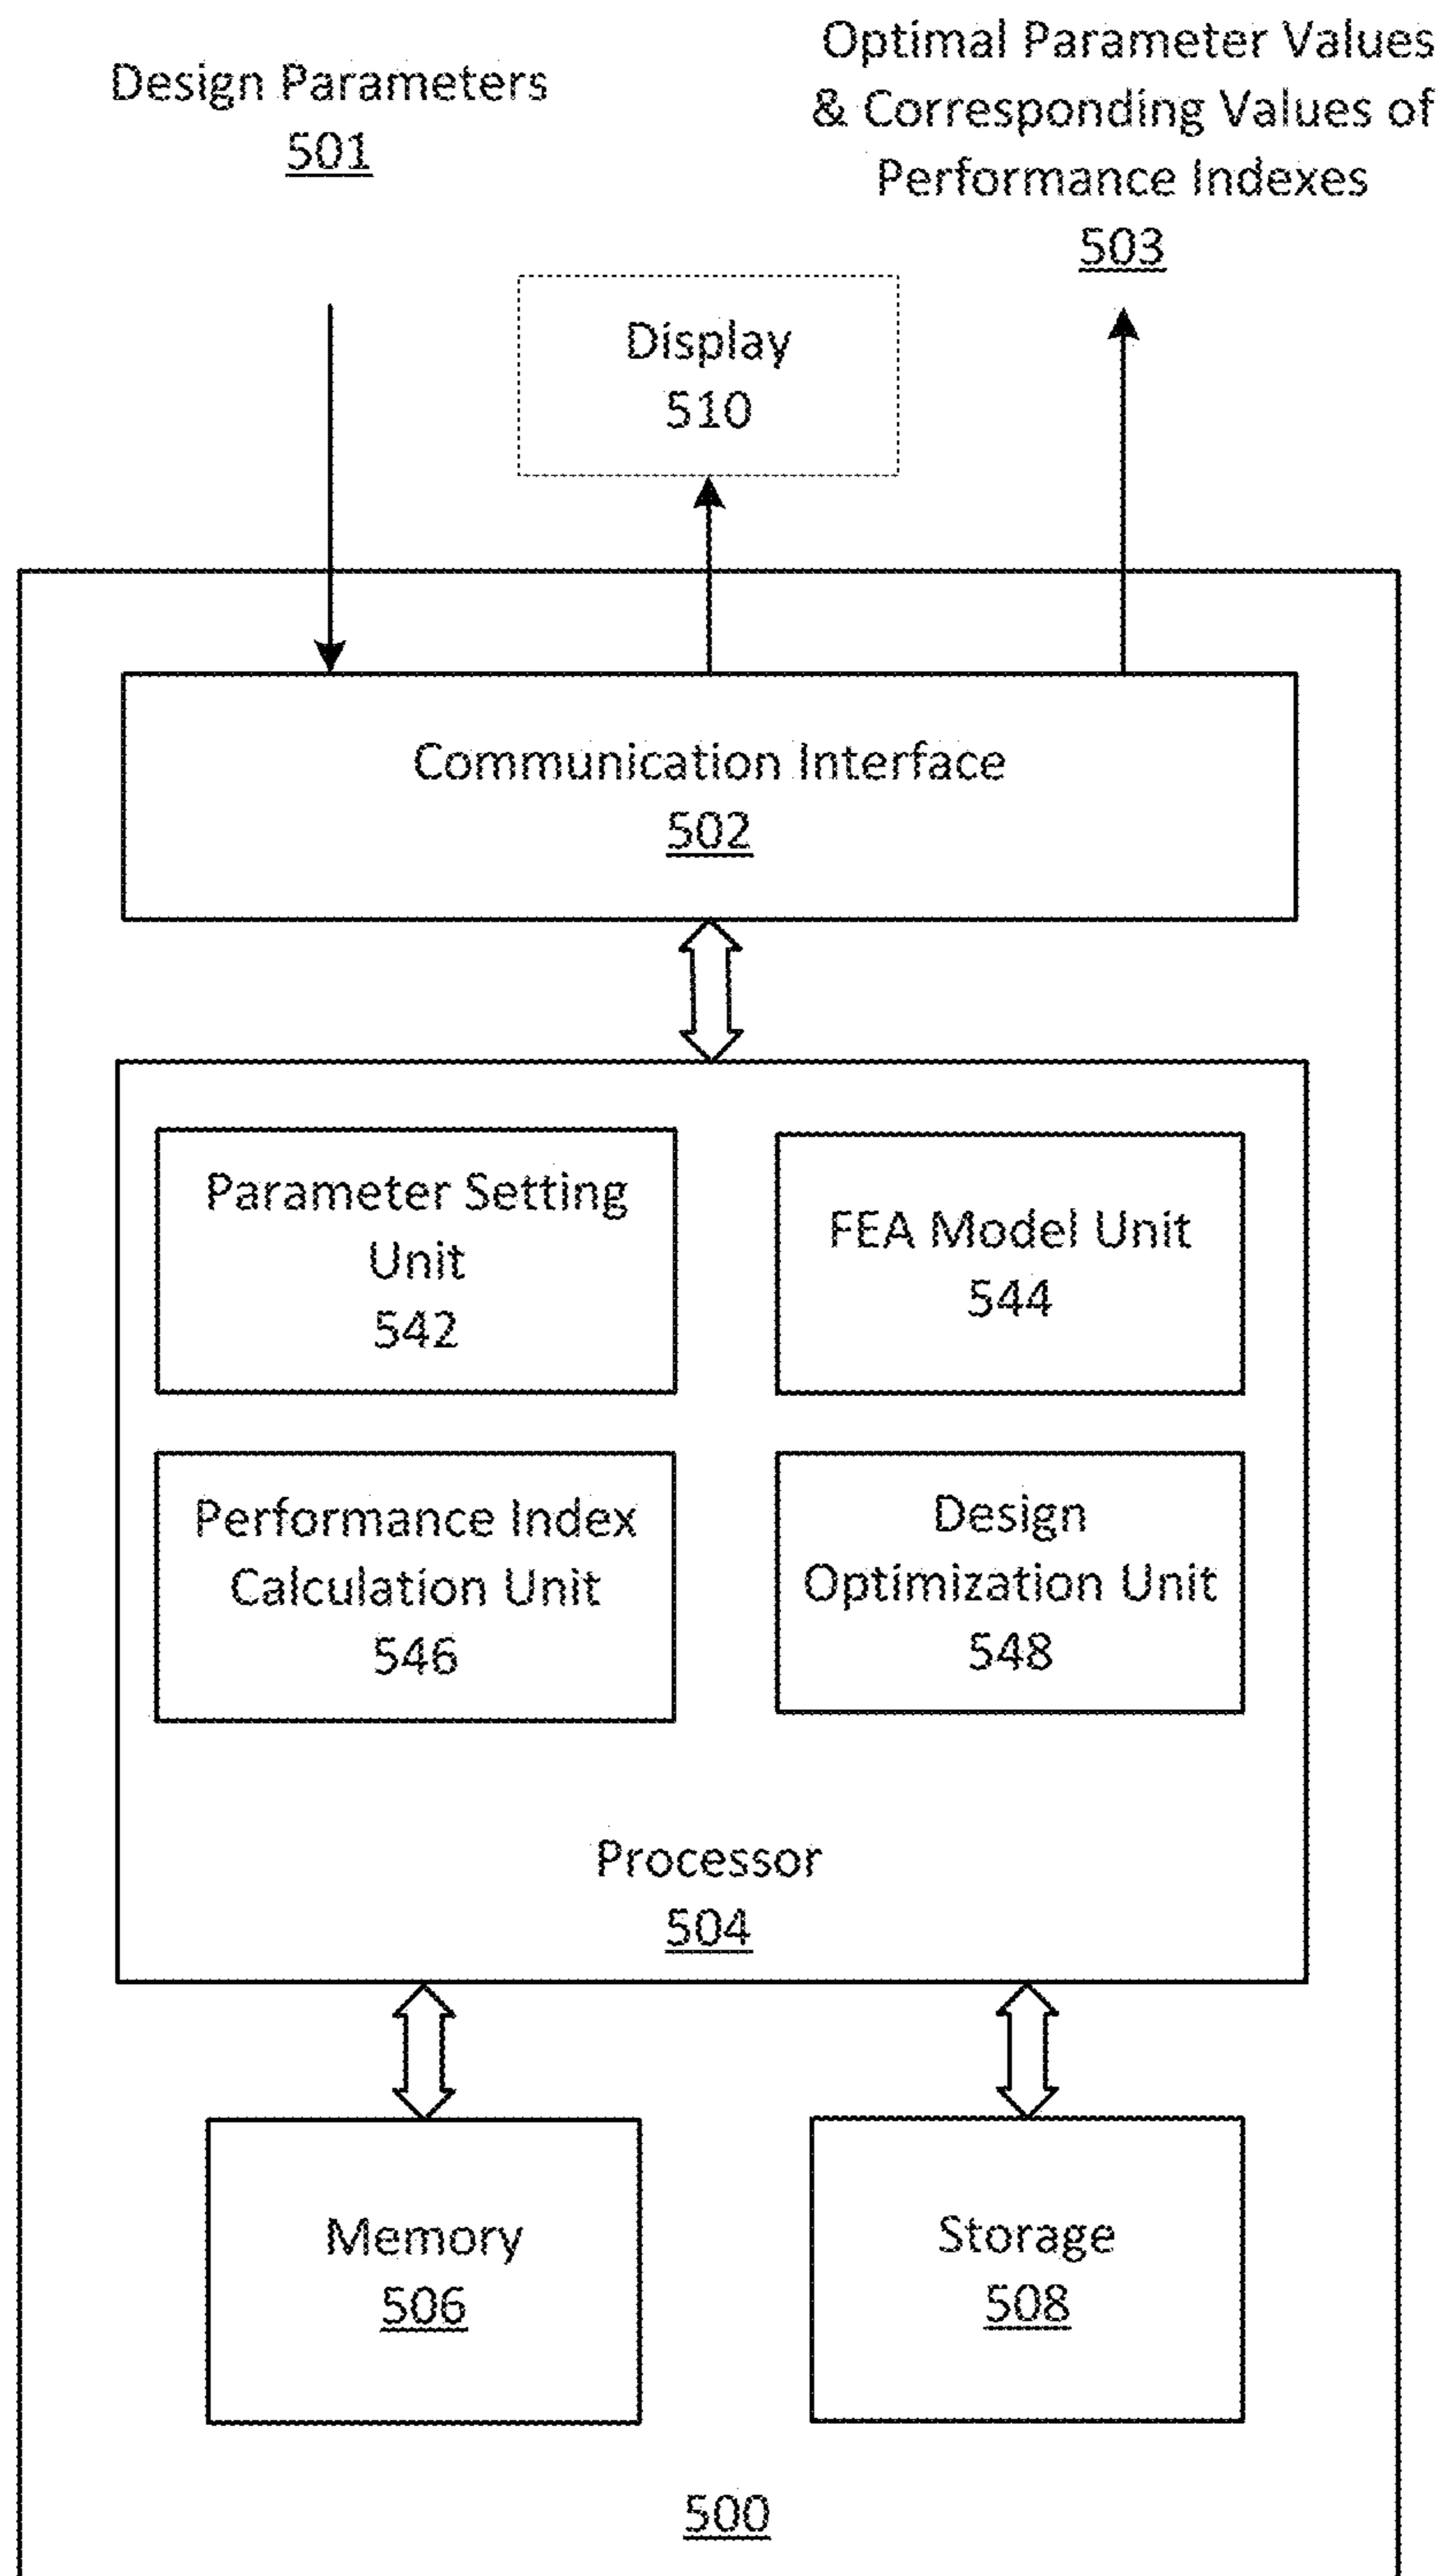 Design Parameters
501
Optimal Parameter Values
& Corresponding Values of
Performance Indexes
503
Display
510
Communication Interface
502
Parameter Setting
Unit
542
FEA Model Unit
544
Performance Index
Calculation Unit
546
Design
Optimization Unit
548
Processor
504
Memory
506
Storage
508
500